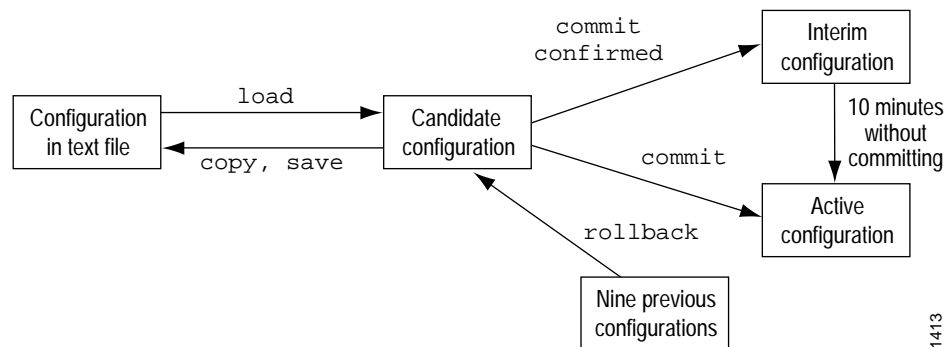 commit
confirmed
Interim
configuration
load
Configuration
in text file
Candidate
configuration
10 minutes
without
committing
copy, save
commit
Active
configuration
rollback
Nine previous
configurations
1413